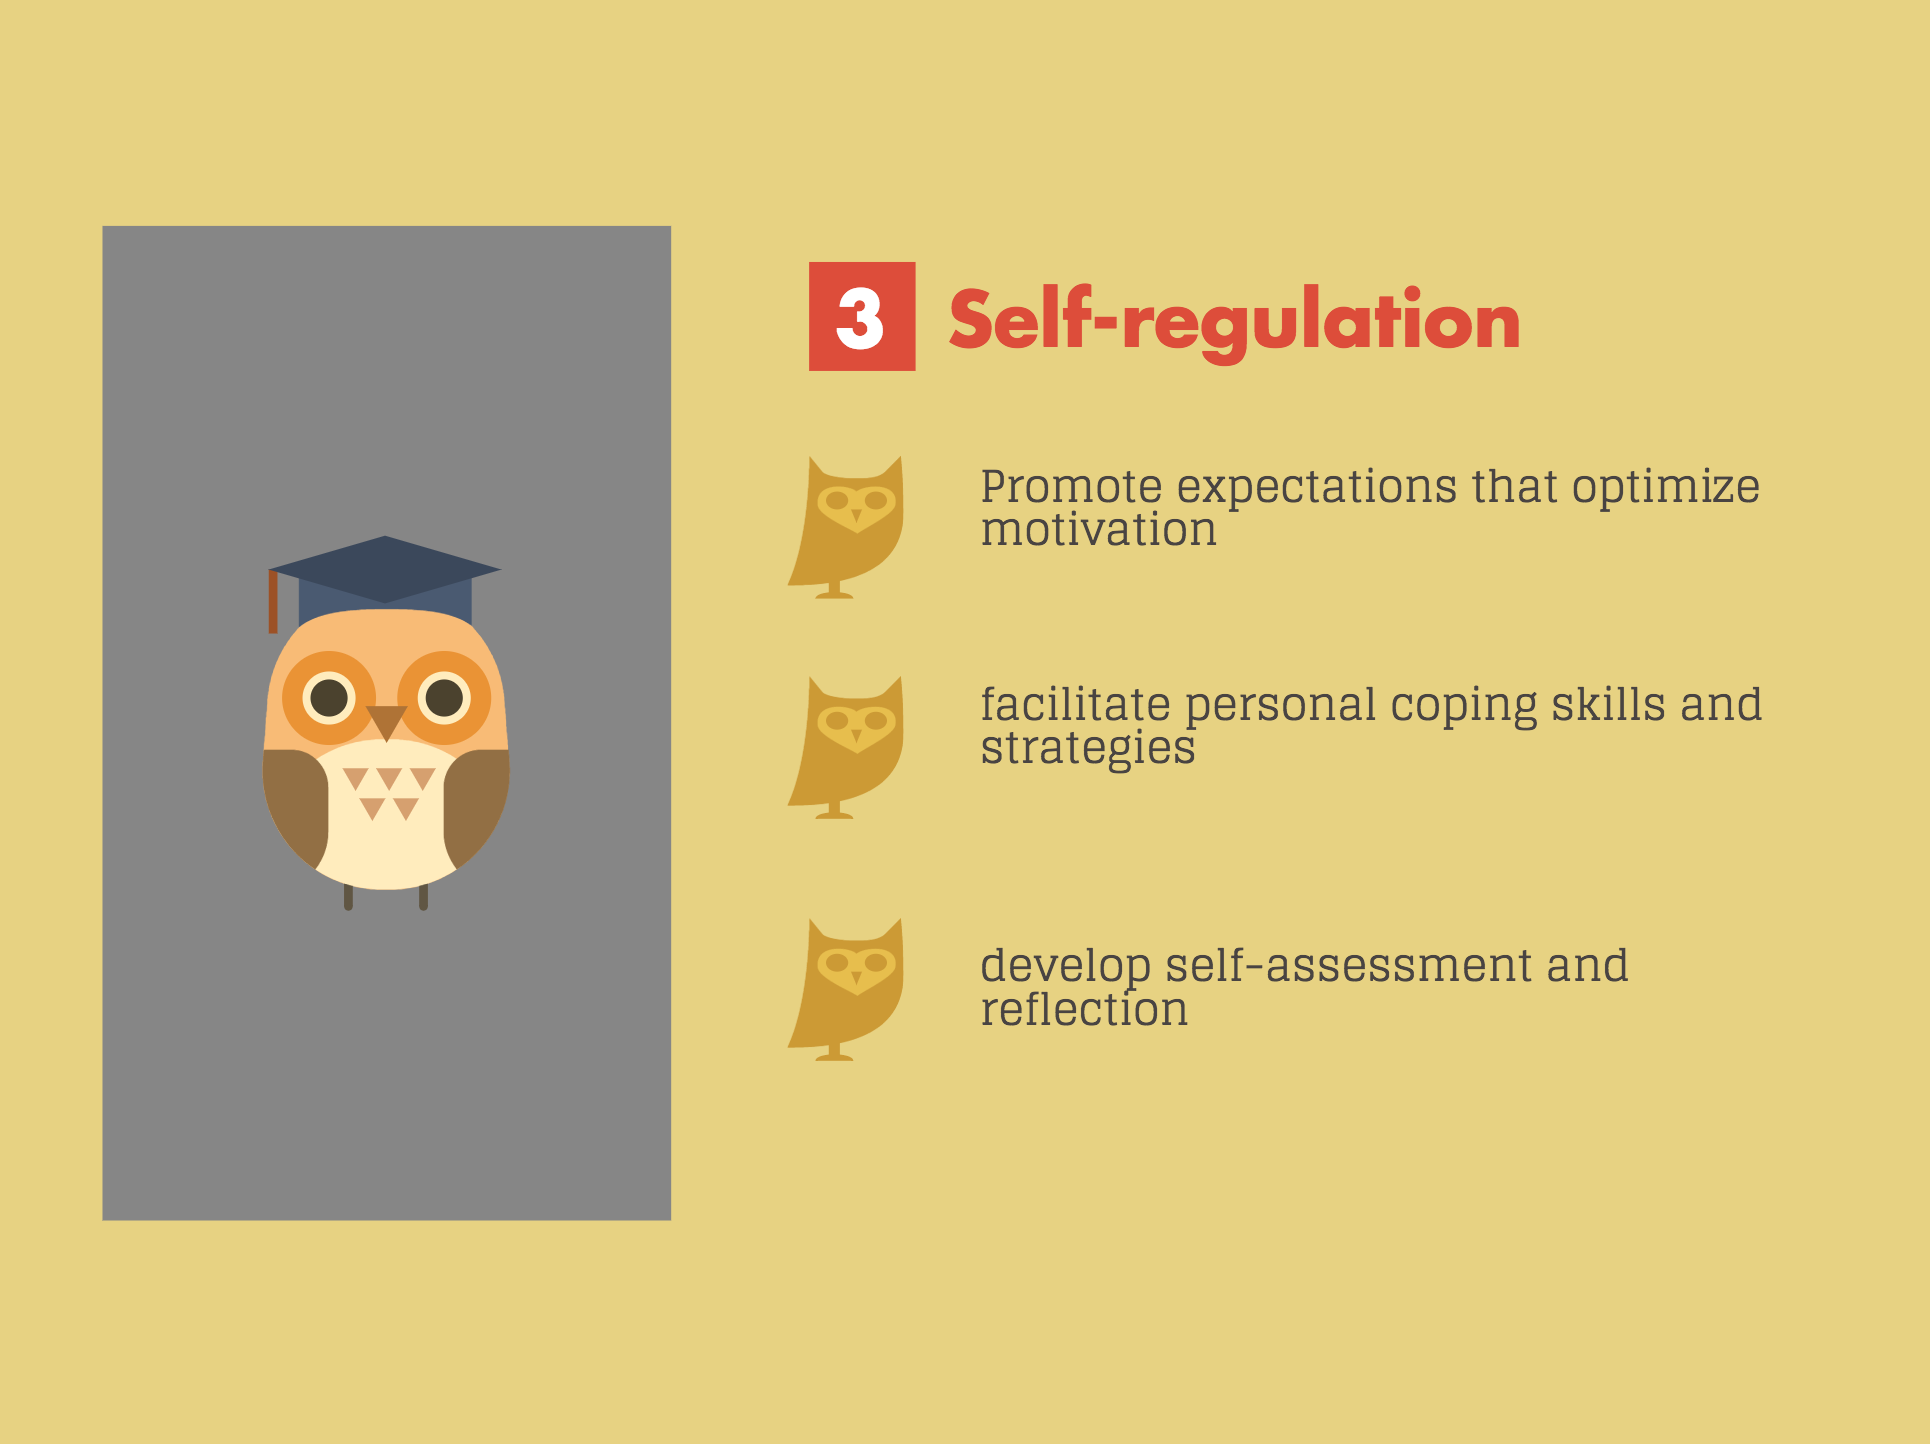 3 Self-regulation
Promote expectations that optimize
motivation
facilitate personal coping skills and
strategies
develop self-assessment and
reflection